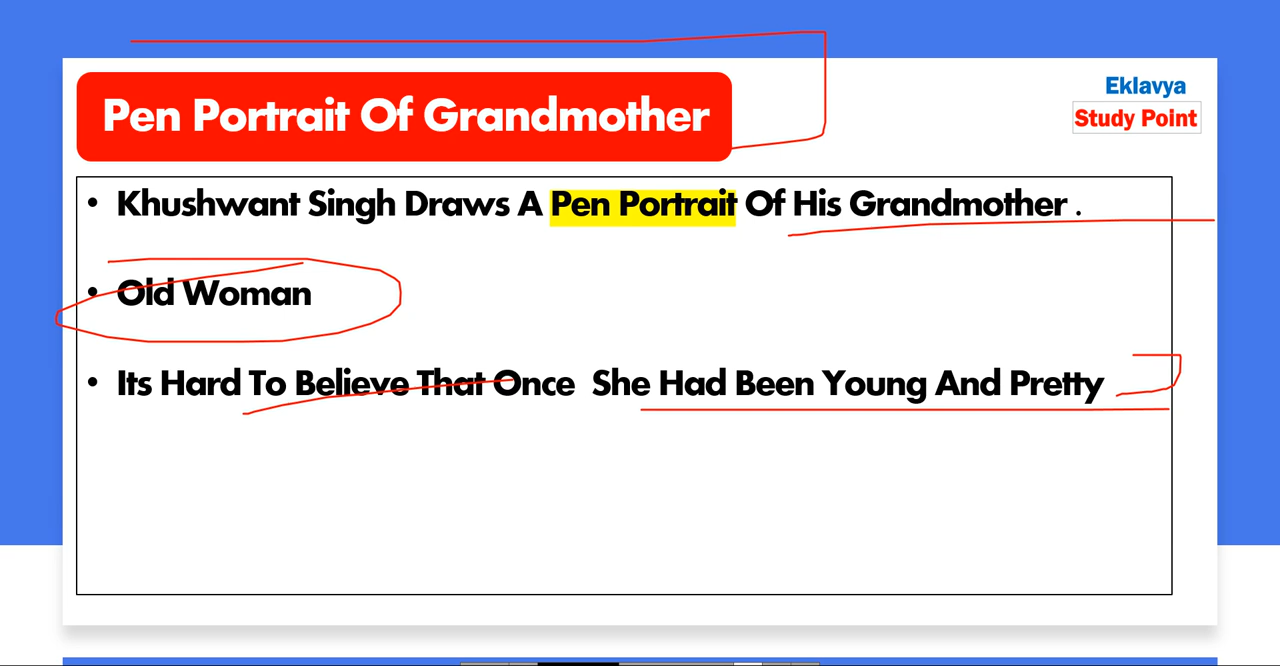 Pen Portrait Of Grandmother
Eklavya
Study Point
• Khushwant Singh Draws A Pen Portrait Of His Grandmother .
• Old Woman
• Its Hard To Believe That Once She Had Been Young And Pretty